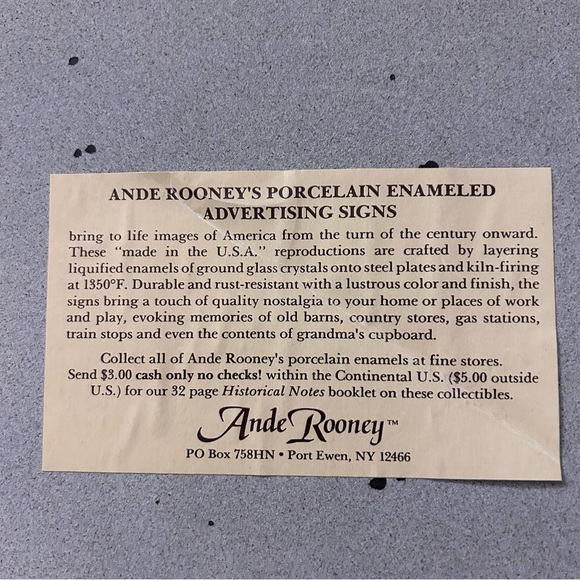 ANDE ROONEY'S PORCELAIN ENAMELED
ADVERTISING SIGNS
bring to life images of America from the turn of the century onward.
These "made in the U.S.A." reproductions are crafted by layering
liquified enamels of ground glass crystals onto steel plates and kiln-firing
at 1350°F. Durable and rust-resistant with a lustrous color and finish, the
signs bring a touch of quality nostalgia to your home or places of work
and play, evoking memories of old barns, country stores, gas stations,
train stops and even the contents of grandma's cupboard.
Collect all of Ande Rooney's porcelain enamels at fine stores.
Send $3.00 cash only no checks! within the Continental U.S. ($5.00 outside
U.S.) for our 32 page Historical Notes booklet on these collectibles.
Ande Rooney™
PO Box 758HN • Port Ewen, NY 12466